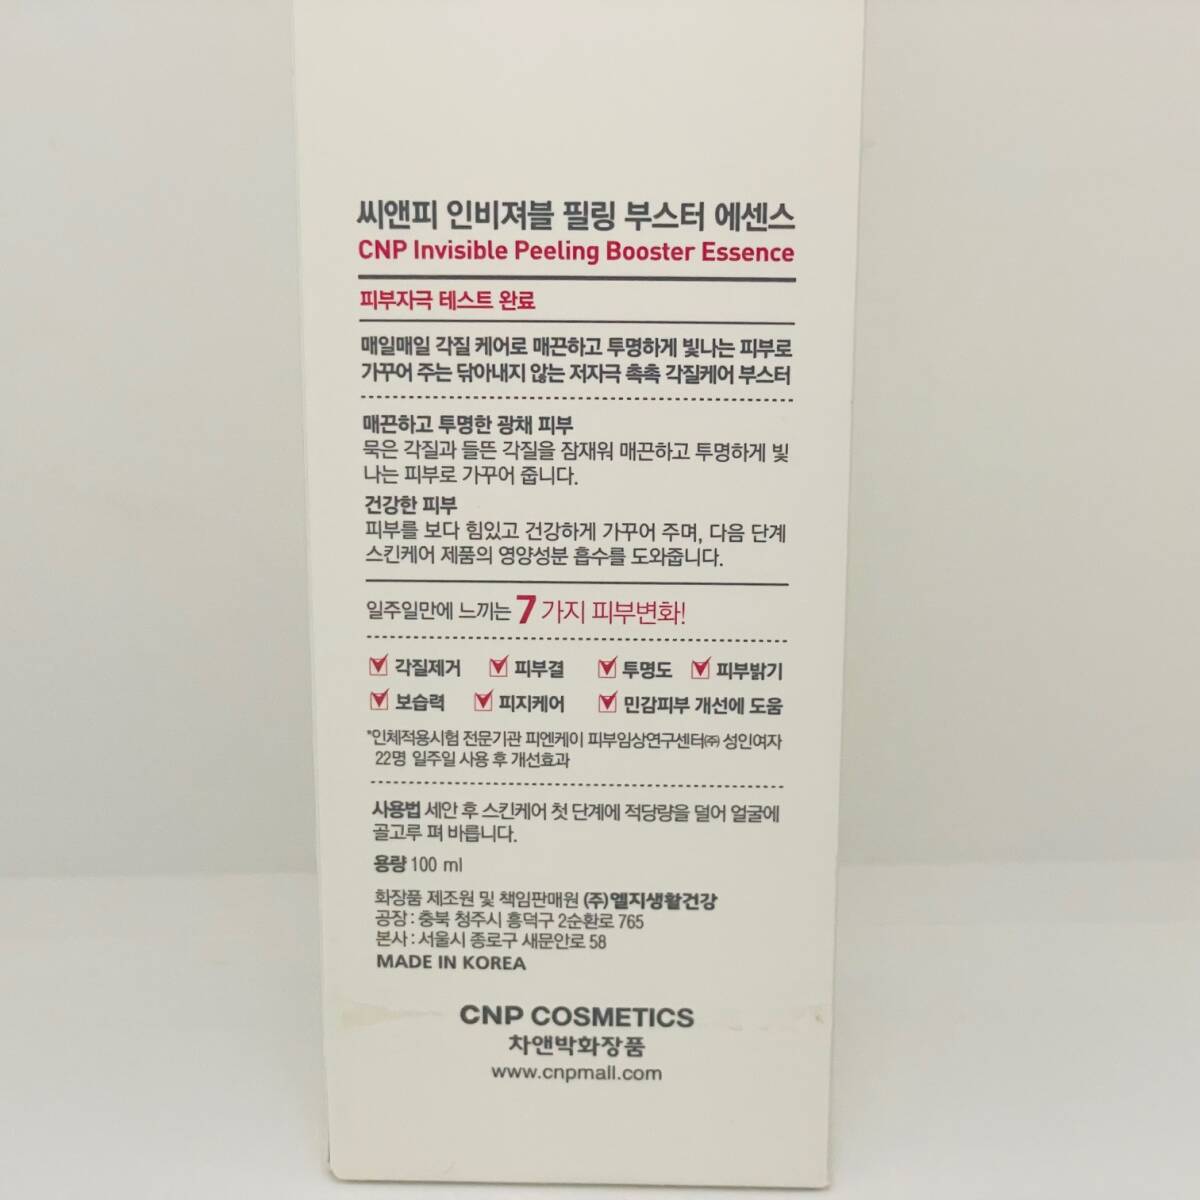 씨앤피 인비져블 필링 부스터 에센스
CNP Invisible Peeling Booster Essence
피부자극 테스트 완료
매일매일 각질 케어로 매끈하고 투명하게 빛나는 피부로
가꾸어 주는 닦아내지 않는 저자극 촉촉 각질케어 부스터
매끈하고 투명한 광채 피부
묵은 각질과 들뜬 각질을 잠재워 매끈하고 투명하게 빛
나는 피부로 가꾸어 줍니다.
건강한 피부
피부를 보다 힘있고 건강하게 가꾸어 주며, 다음 단계
스킨케어 제품의 영양성분 흡수를 도와줍니다.
일주일만에 느끼는 7가지 피부변화!
각질제거 피부결 투명도 피부밝기
보습력 피지케어 민감피부 개선에 도움
*인체적용시험 전문기관 피엔케이 피부임상연구센터㈜ 성인여자
22명 일주일 사용 후 개선효과
사용법 세안 후 스킨케어 첫 단계에 적당량을 덜어 얼굴에
골고루 펴 바릅니다.
용량 100 ml
화장품 제조원 및 책임판매원 (주)엘지생활건강
공장 : 충북 청주시 흥덕구 2순환로 765
본사 : 서울시 종로구 새문안로 58
MADE IN KOREA
CNP COSMETICS
차앤박화장품
www.cnpmall.com